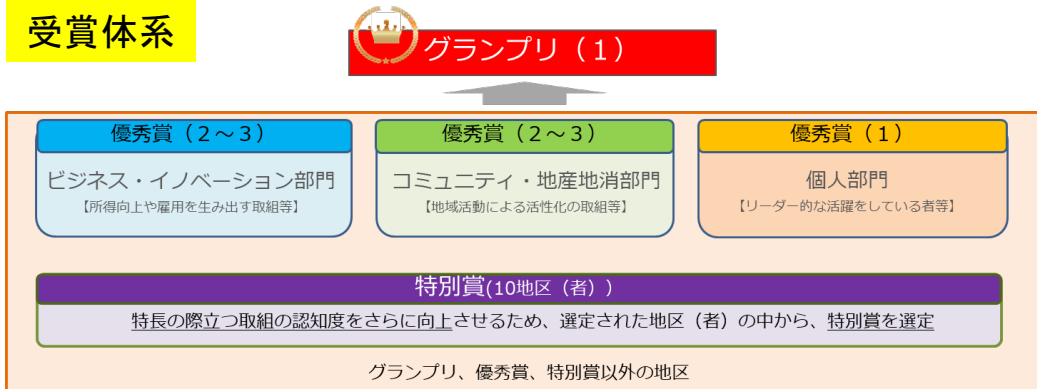 受賞体系
グランプリ（１）
優秀賞（２～３）
ビジネス・イノベーション部門
【所得向上や雇用を生み出す取組等】
優秀賞（２～３）
コミュニティ・地産地消部門
【地域活動による活性化の取組等】
優秀賞（１）
個人部門
【リーダー的な活躍をしている者等】
特別賞(10地区（者）)
特長の際立つ取組の認知度をさらに向上させるため、選定された地区（者）の中から、特別賞を選定
グランプリ、優秀賞、特別賞以外の地区